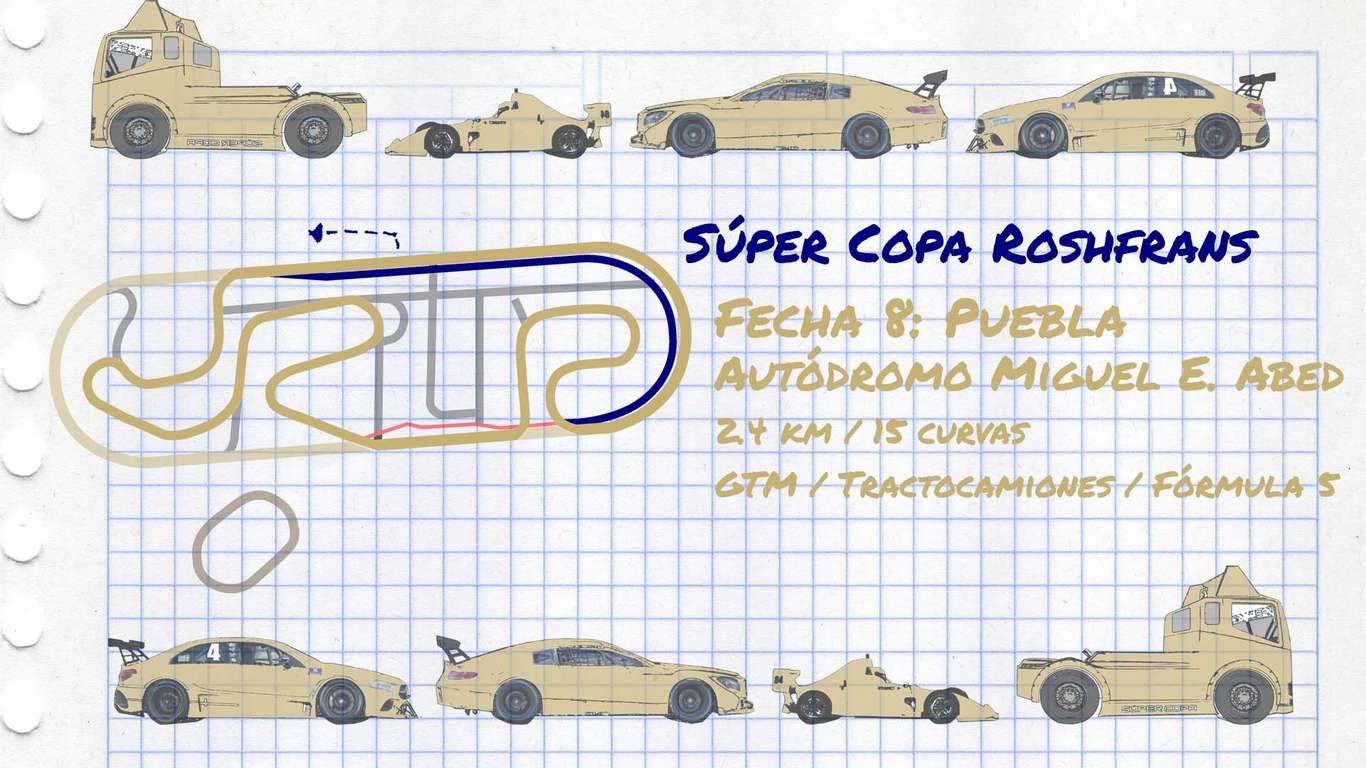 4
Súper Copa Roshfrans
Fecha 8: Puebla
Autódromo Miguel E. Abed
2.4 km / 15 curvas
GTM / Tractocamiones / Fórmula 5
4
SÚPER COPA